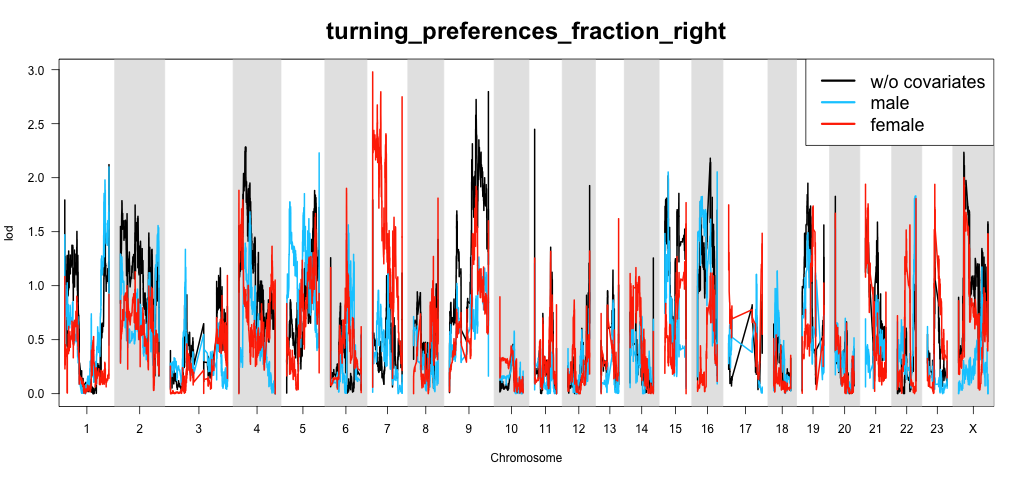 turning_preferences_fraction_right
w/o covariates
male
female
lod
3.0
2.5
2.0
1.5
1.0
0.5
0.0
1 2 3 4 5 6 7 8 9 10 11 12 13 14 15 16 17 18 19 20 21 22 23 X
Chromosome